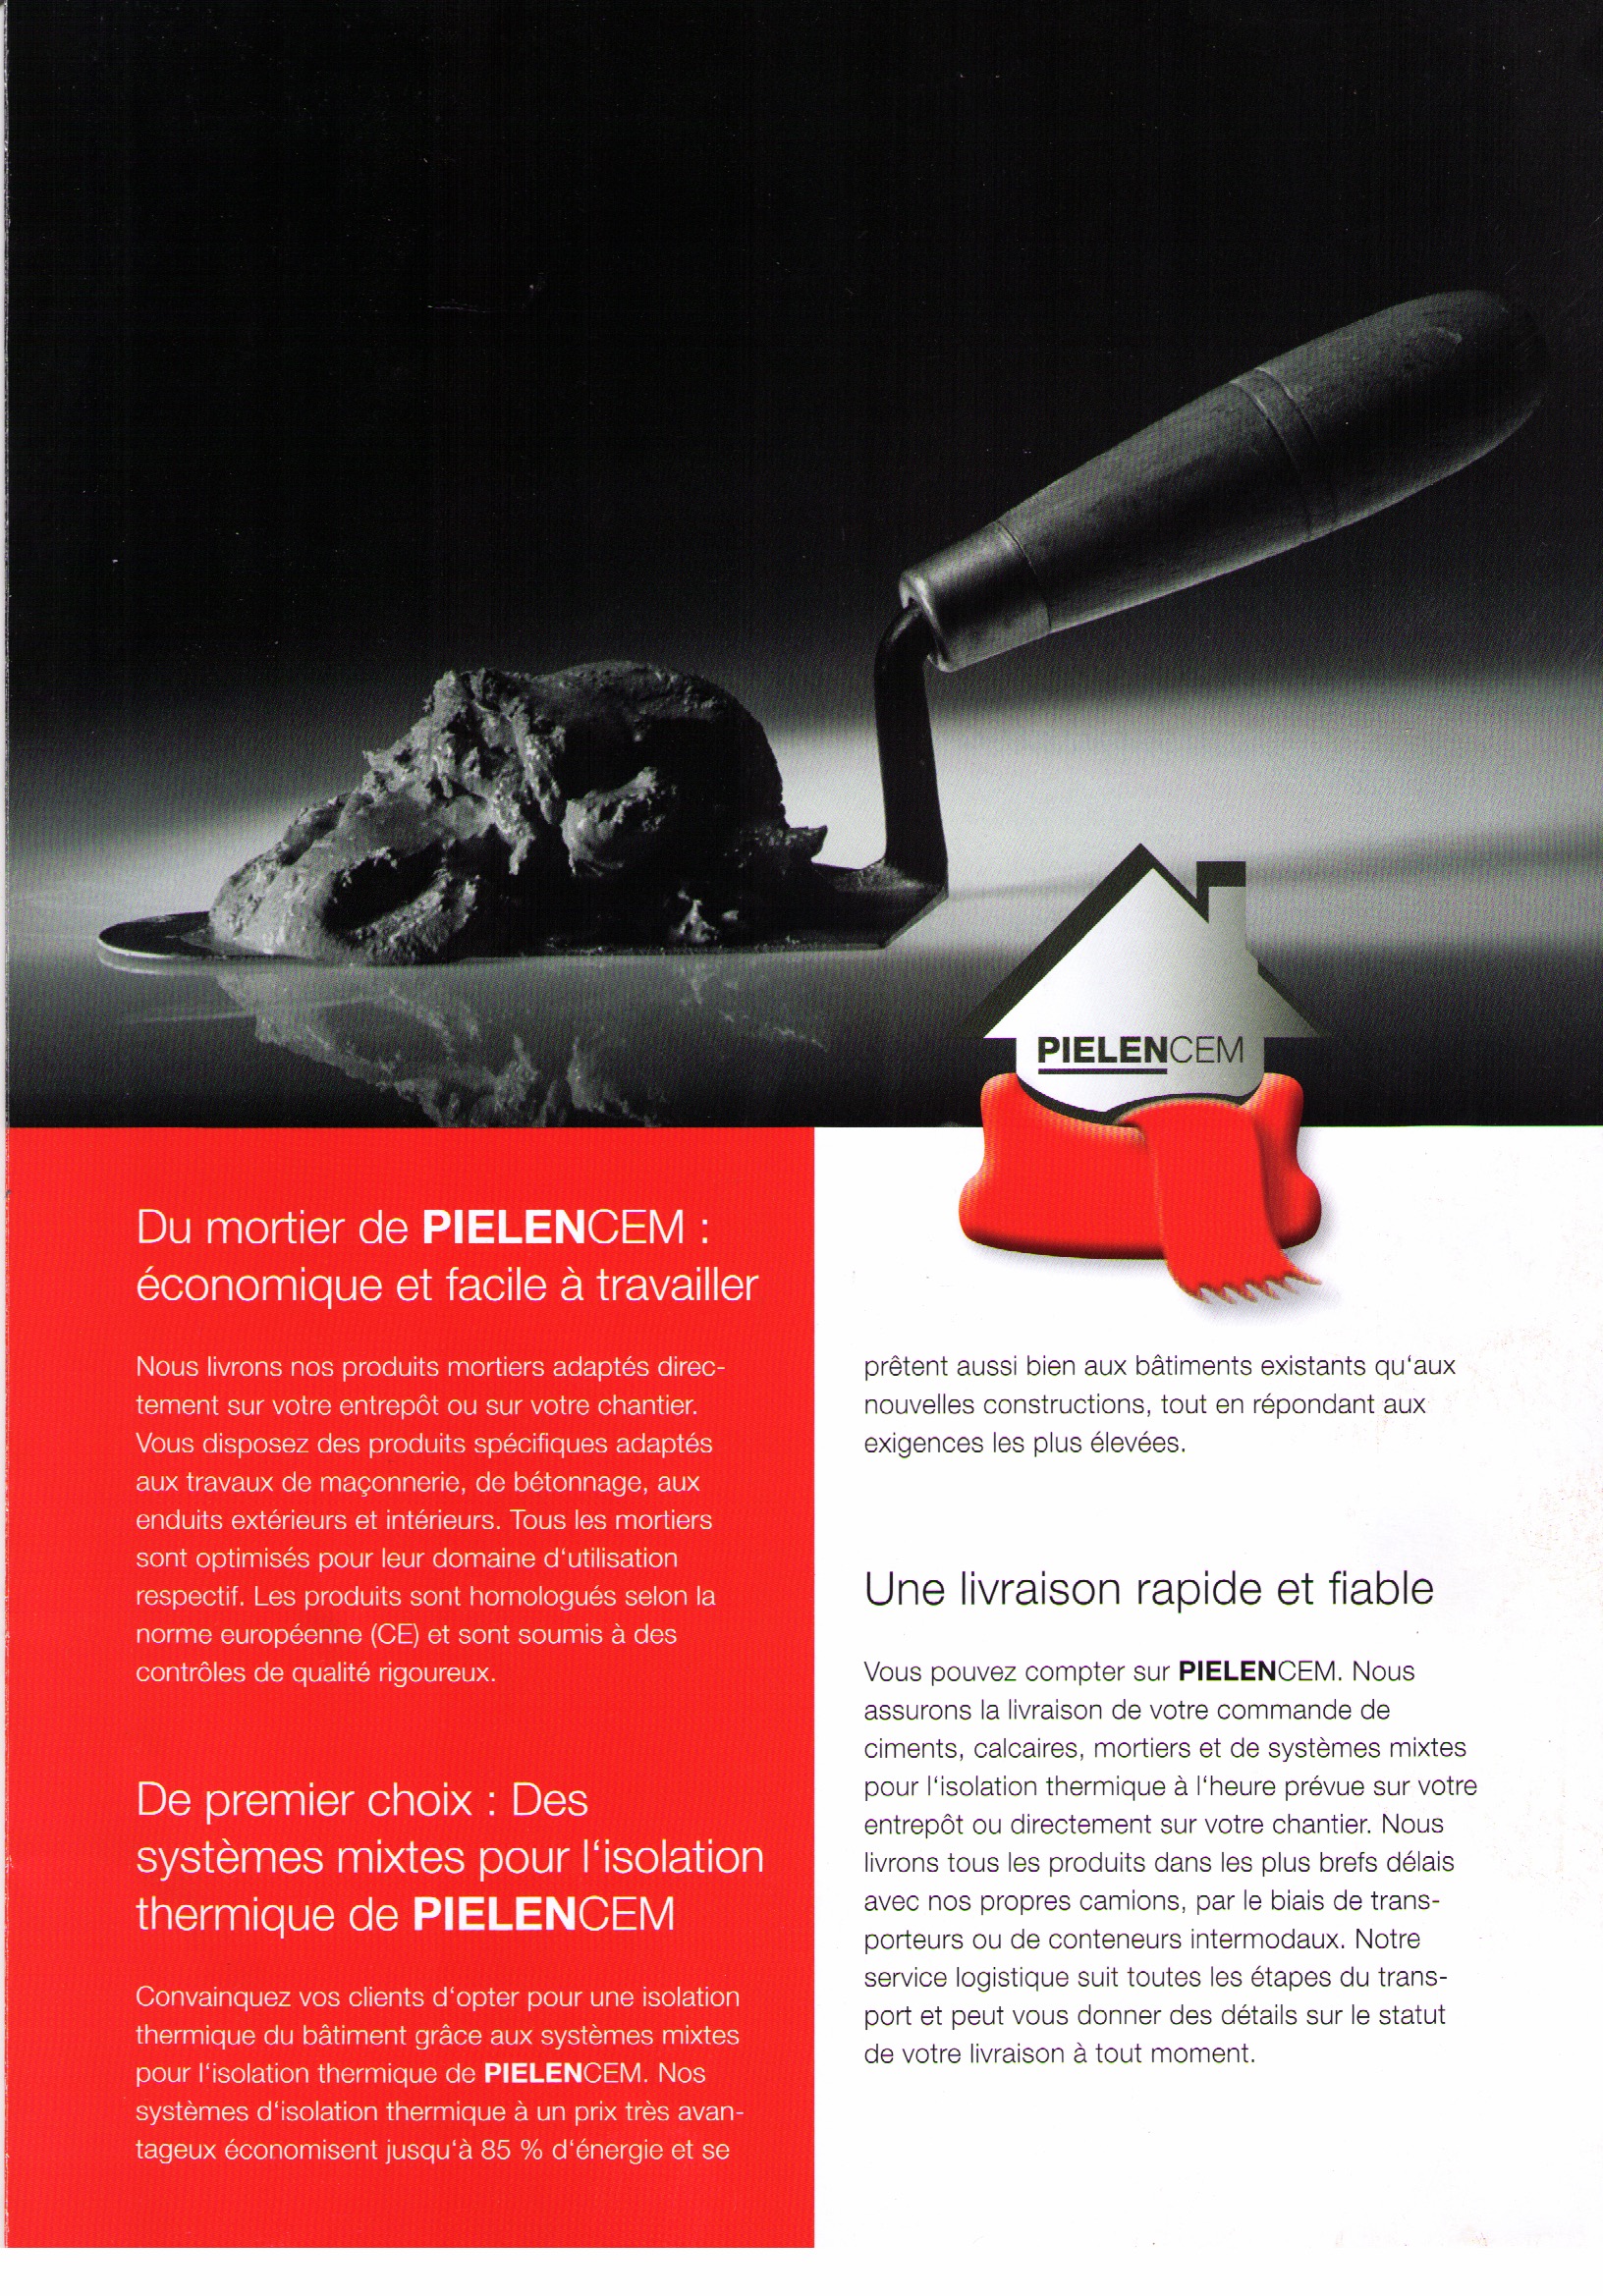 PIELENCEM
Du mortier de PIELENCEM :
économique et facile à travailler
Nous livrons nos produits mortiers adaptés direc-
tement sur votre entrepôt ou sur votre chantier.
Vous disposez des produits spécifiques adaptés
aux travaux de maçonnerie, de bétonnage, aux
enduits extérieurs et intérieurs. Tous les mortiers
sont optimisés pour leur domaine d‘utilisation
respectif. Les produits sont homologués selon la
norme européenne (CE) et sont soumis à des
contrôles de qualité rigoureux.
De premier choix : Des
systèmes mixtes pour l‘isolation
thermique de PIELENCEM
Convainquez vos clients d‘opter pour une isolation
thermique du bâtiment grâce aux systèmes mixtes
pour l‘isolation thermique de PIELENCEM. Nos
systèmes d‘isolation thermique à un prix très avan-
tageux économisent jusqu‘à 85 % d‘énergie et se
prêtent aussi bien aux bâtiments existants qu‘aux
nouvelles constructions, tout en répondant aux
exigences les plus élevées.
Une livraison rapide et fiable
Vous pouvez compter sur PIELENCEM. Nous
assurons la livraison de votre commande de
ciments, calcaires, mortiers et de systèmes mixtes
pour l‘isolation thermique à l‘heure prévue sur votre
entrepôt ou directement sur votre chantier. Nous
livrons tous les produits dans les plus brefs délais
avec nos propres camions, par le biais de trans-
porteurs ou de conteneurs intermodaux. Notre
service logistique suit toutes les étapes du trans-
port et peut vous donner des détails sur le statut
de votre livraison à tout moment.